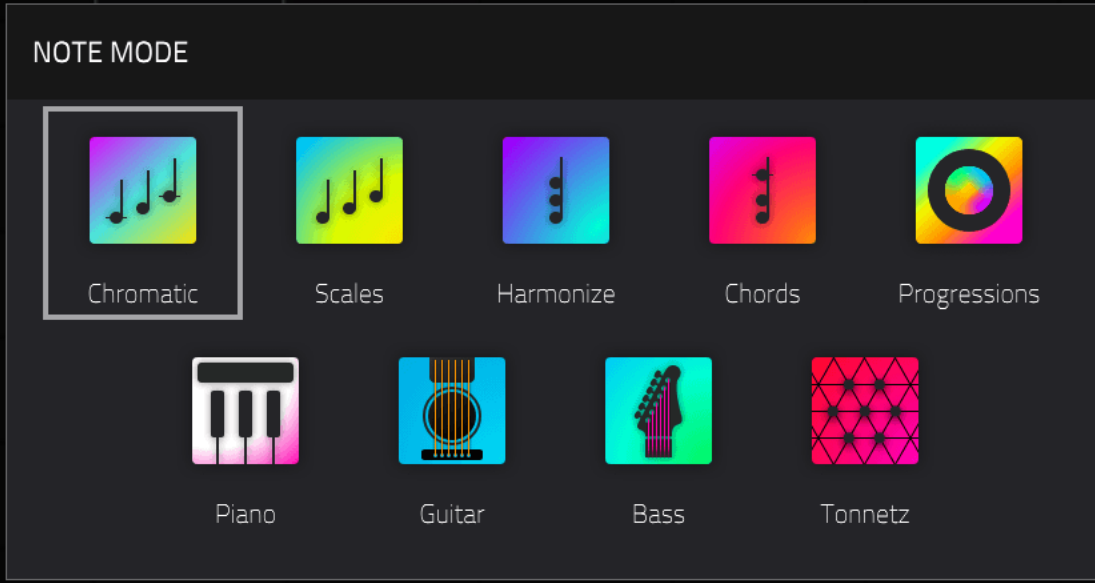 NOTE MODE
Chromatic Scales Harmonize Chords Progressions
Piano Guitar Bass Tonnetz